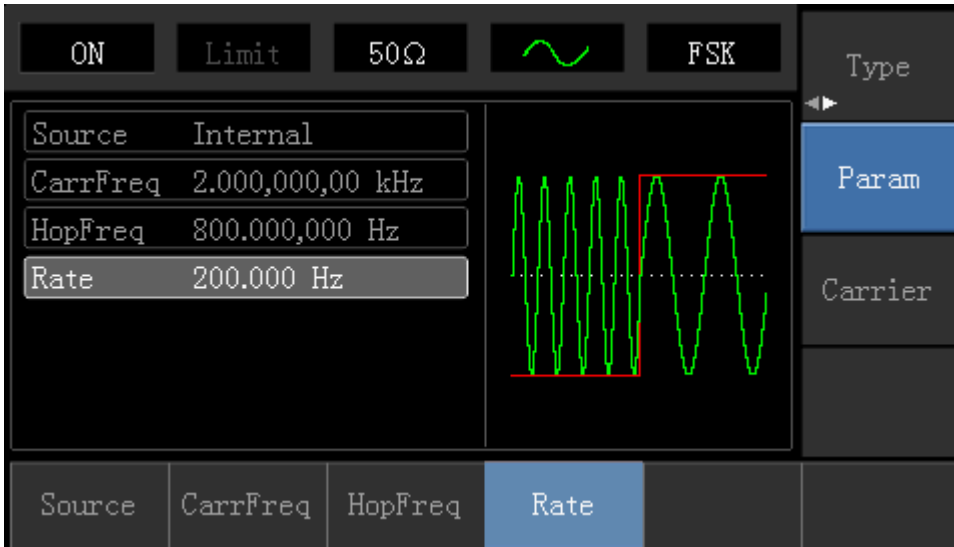 ON Limit 50Ω FSK
Type
Source Internal
CarrFreq 2.000,000,00 kHz
HopFreq 800.000,000 Hz
Rate 200.000 Hz
Param
Carrier
Source CarrFreq HopFreq Rate